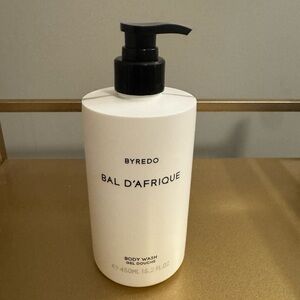 BYREDO
BAL D'AFRIQUE
BODY WASH
GEL DOUCHE
℮ 450ML 15.2 FL.OZ